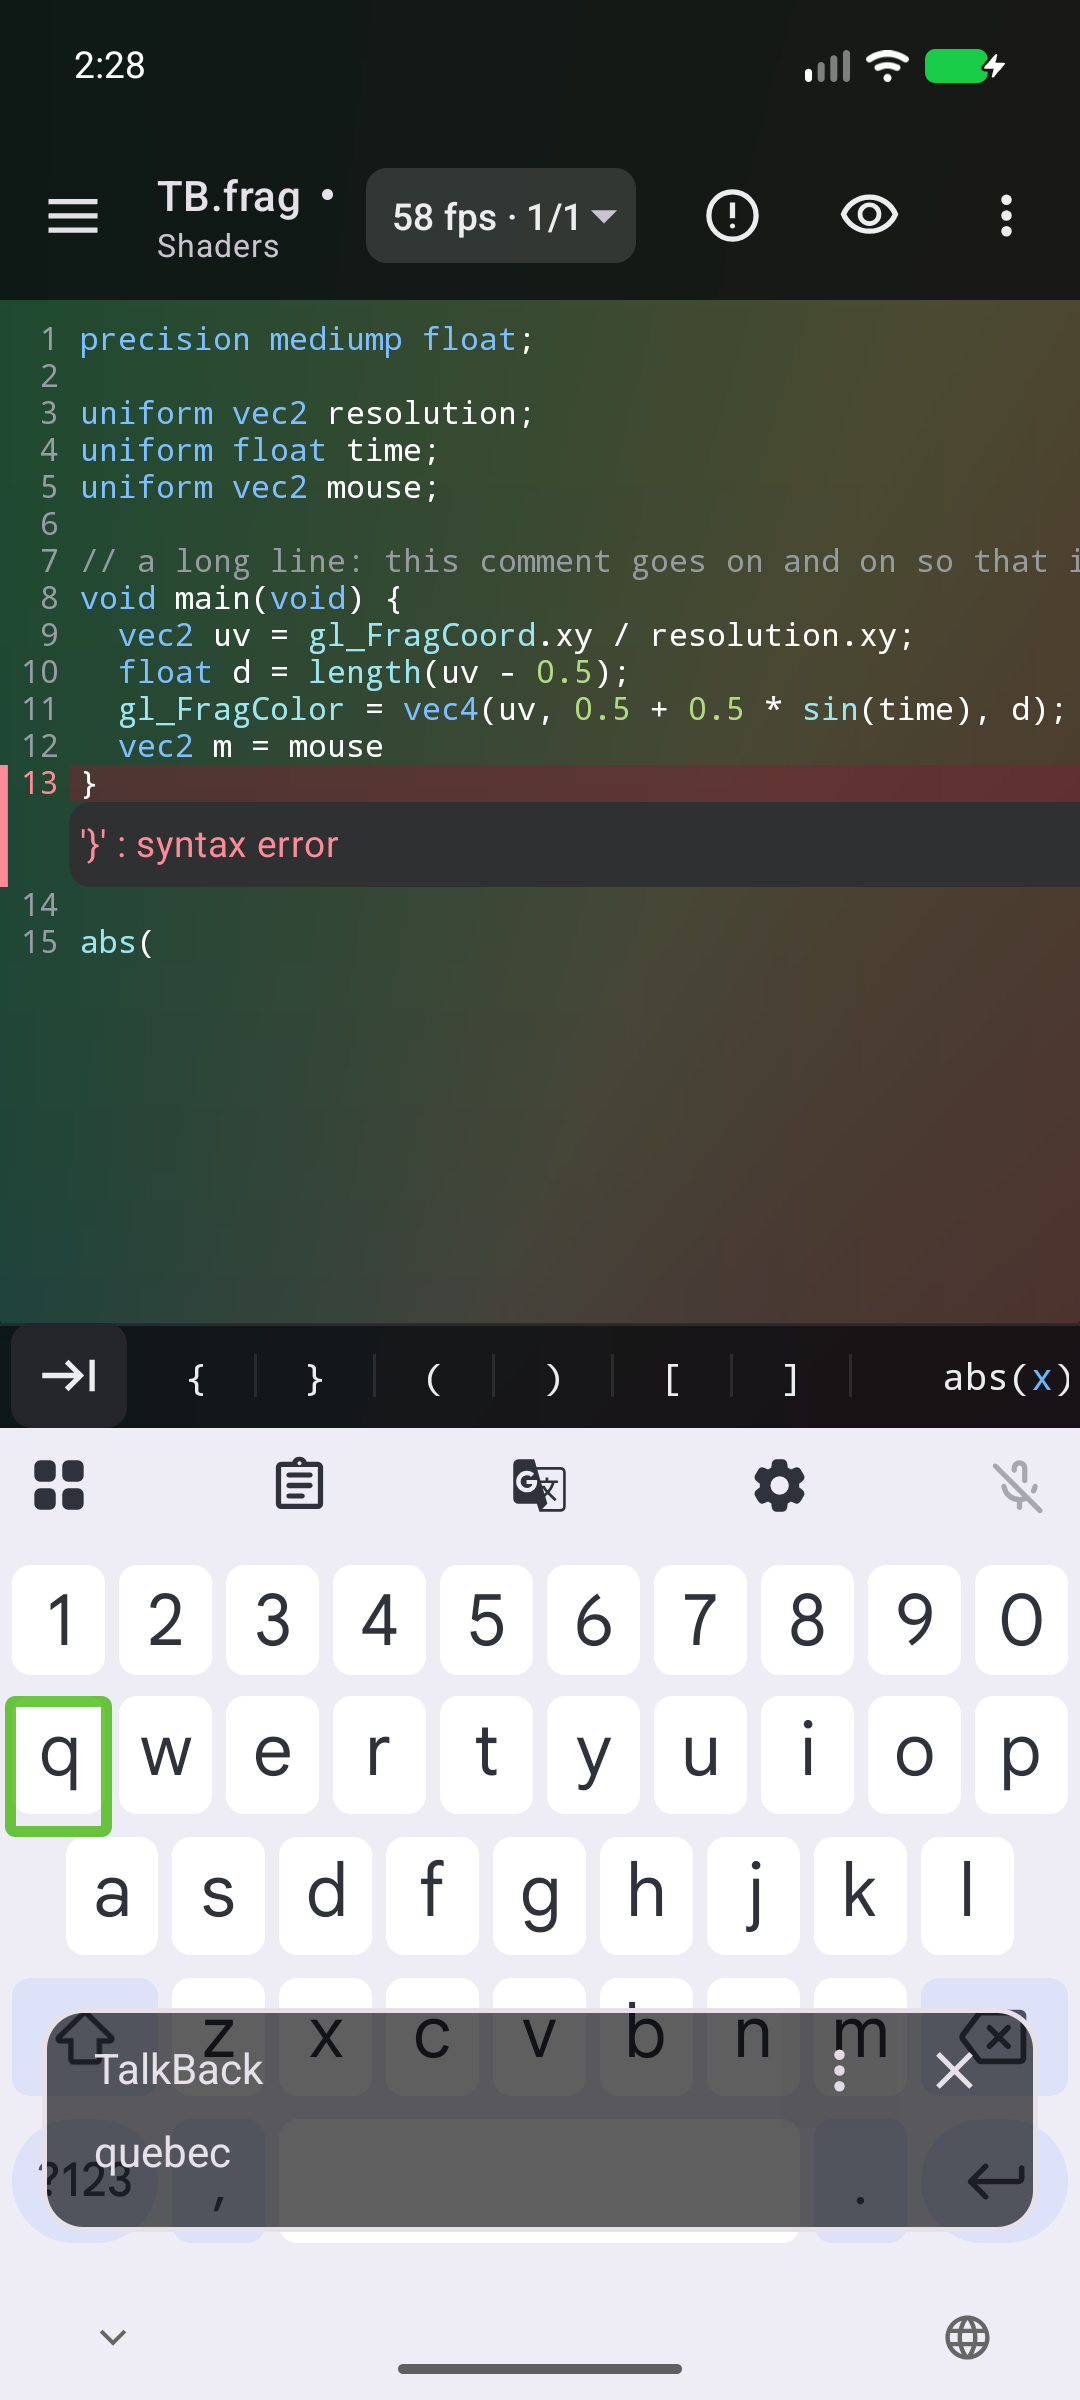 2:28
TB.frag •
Shaders
58 fps · 1/1
1 precision mediump float;
2
3 uniform vec2 resolution;
4 uniform float time;
5 uniform vec2 mouse;
6
7 // a long line: this comment goes on and on so that i
8 void main(void) {
9   vec2 uv = gl_FragCoord.xy / resolution.xy;
10   float d = length(uv - 0.5);
11   gl_FragColor = vec4(uv, 0.5 + 0.5 * sin(time), d);
12   vec2 m = mouse
13 }
'}' : syntax error
14
15 abs(
{ } ( ) [ ] abs(x)
1 2 3 4 5 6 7 8 9 0
q w e r t y u i o p
a s d f g h j k l
z x c v b n m
TalkBack
quebec
?123 , .